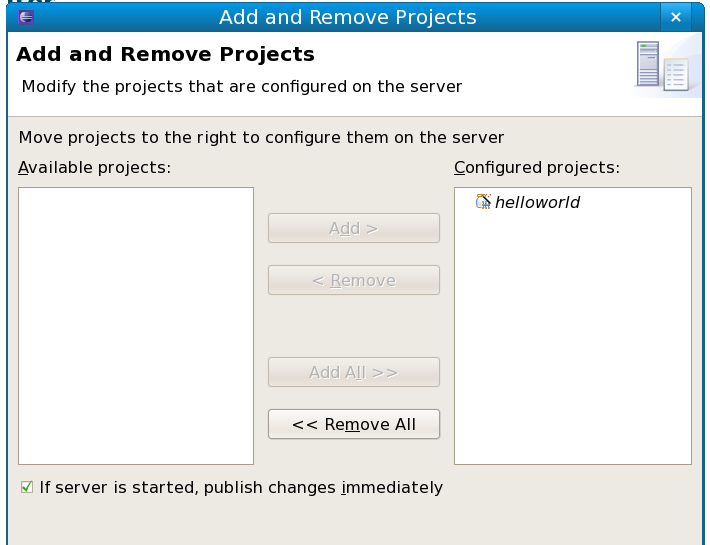 Add and Remove Projects
Add and Remove Projects
Modify the projects that are configured on the server
Move projects to the right to configure them on the server
Available projects:
Configured projects:
helloworld
Add >
< Remove
Add All >>
<< Remove All
If server is started, publish changes immediately